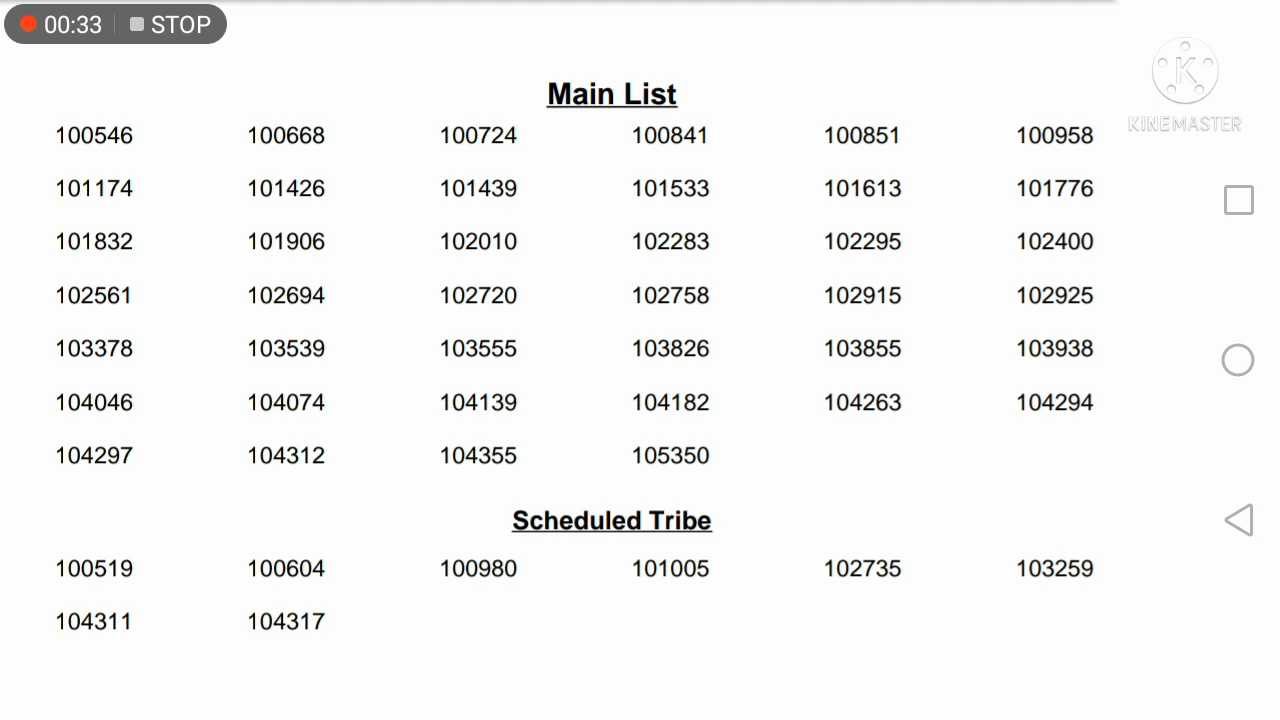 00:33 STOP
KINEMASTER
Main List
100546 100668 100724 100841 100851 100958
101174 101426 101439 101533 101613 101776
101832 101906 102010 102283 102295 102400
102561 102694 102720 102758 102915 102925
103378 103539 103555 103826 103855 103938
104046 104074 104139 104182 104263 104294
104297 104312 104355 105350
Scheduled Tribe
100519 100604 100980 101005 102735 103259
104311 104317